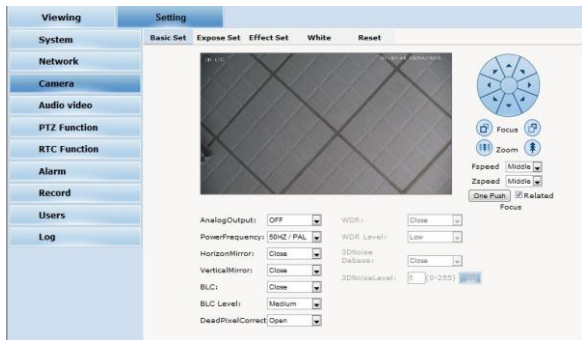 Viewing
Setting
System
Network
Camera
Audio video
PTZ Function
RTC Function
Alarm
Record
Users
Log
Basic Set Expose Set Effect Set White Reset
Focus
Zoom
Fspeed Middle
Zspeed Middle
One Push Related
Focus
AnalogOutput: OFF
PowerFrequency: 50HZ / PAL
HorizonMirror: Close
VerticalMirror: Close
BLC: Close
BLC Level: Medium
DeadPixelCorrect Open
WDR: Close
WDR Level: Low
3DNoise
Debase: Close
3DNoiseLevel: 5 (0-255)